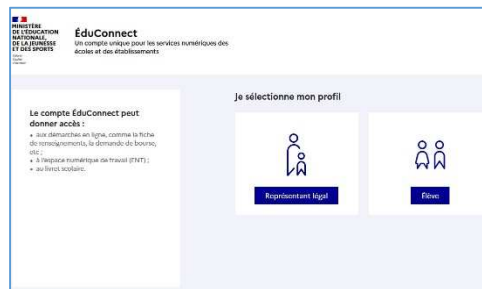 MINISTÈRE
DE L'ÉDUCATION
NATIONALE,
DE LA JEUNESSE
ET DES SPORTS
ÉduConnect
Un compte unique pour les services numériques des
écoles et des établissements
Le compte ÉduConnect peut
donner accès :
• aux démarches en ligne, comme la fiche
de renseignements, la demande de bourse,
etc ;
• à l'espace numérique de travail (ENT) ;
• au livret scolaire.
Je sélectionne mon profil
Représentant légal
Élève